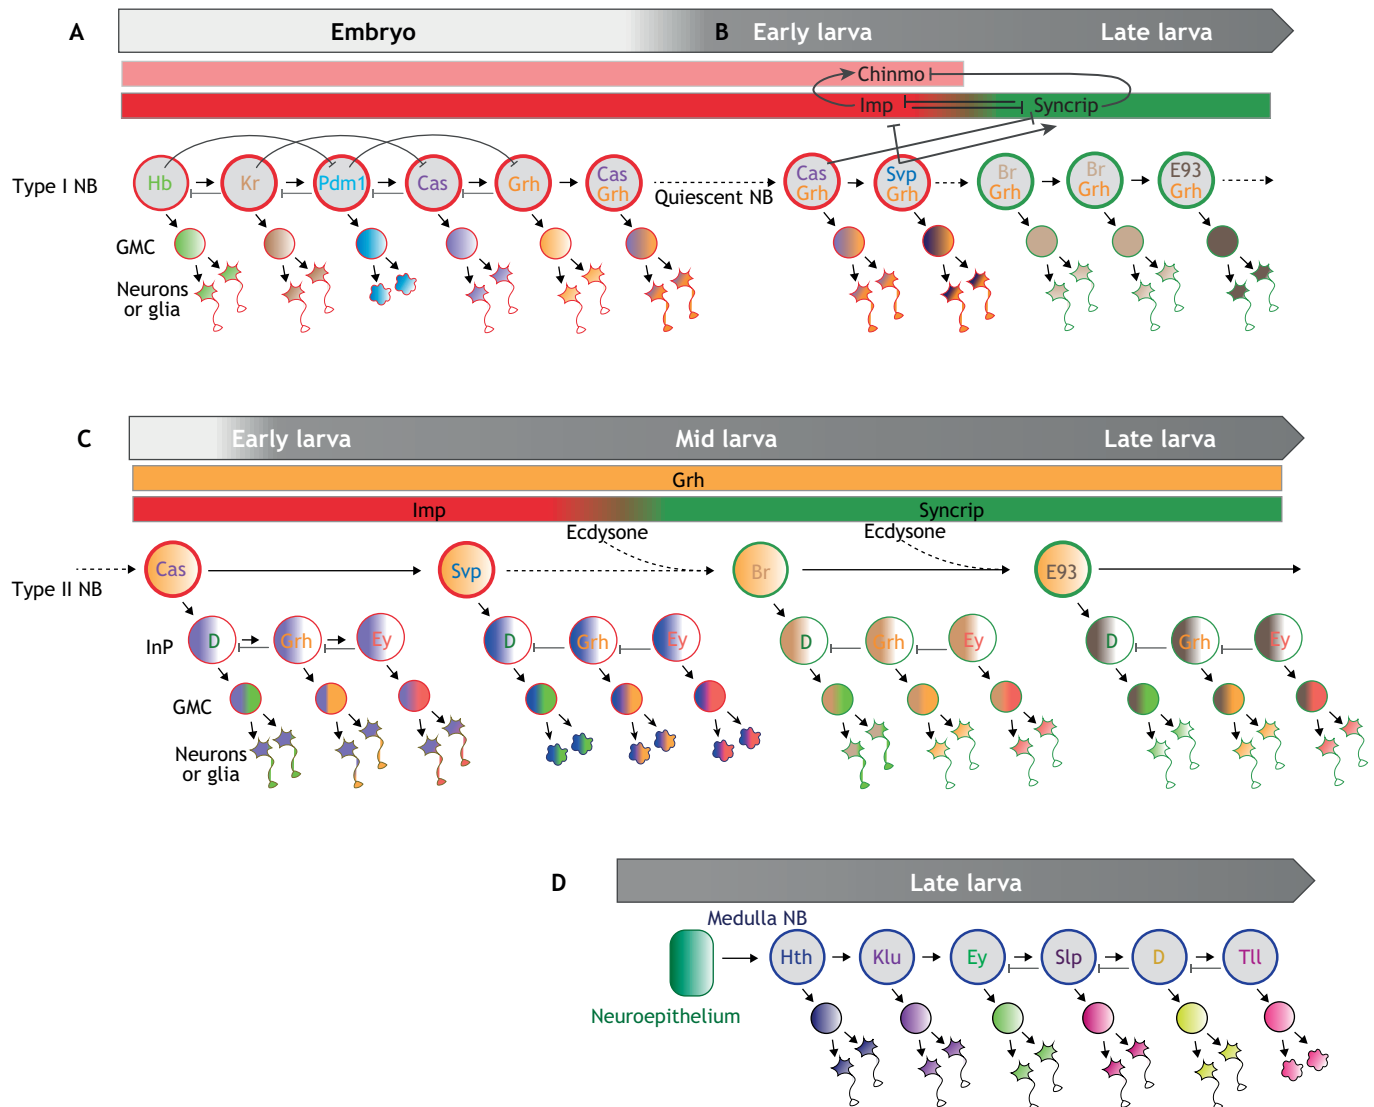 A
Embryo
B
Early larva
Late larva
Chinmo
Imp
Syncrip
Type I NB
Hb
Kr
Pdm1
Cas
Grh
Cas
Grh
Quiescent NB
Cas
Grh
Svp
Grh
Br
Grh
Br
Grh
E93
Grh
GMC
Neurons
or glia
C
Early larva
Mid larva
Late larva
Grh
Imp
Syncrip
Ecdysone
Ecdysone
Type II NB
Cas
Svp
Br
E93
InP
D
Grh
Ey
D
Grh
Ey
D
Grh
Ey
D
Grh
Ey
GMC
Neurons
or glia
D
Late larva
Medulla NB
Hth
Klu
Ey
Slp
D
Tll
Neuroepithelium